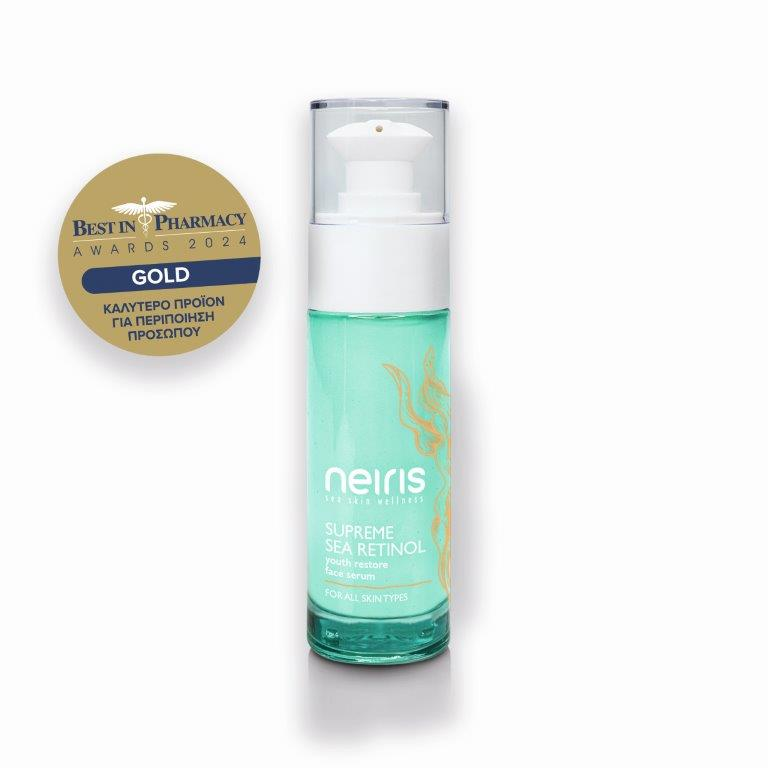 BEST IN PHARMACY
AWARDS 2024
GOLD
ΚΑΛΥΤΕΡΟ ΠΡΟΪΟΝ
ΓΙΑ ΠΕΡΙΠΟΙΗΣΗ
ΠΡΟΣΩΠΟΥ
neiris
sea skin wellness
SUPREME
SEA RETINOL
youth restore
face serum
FOR ALL SKIN TYPES